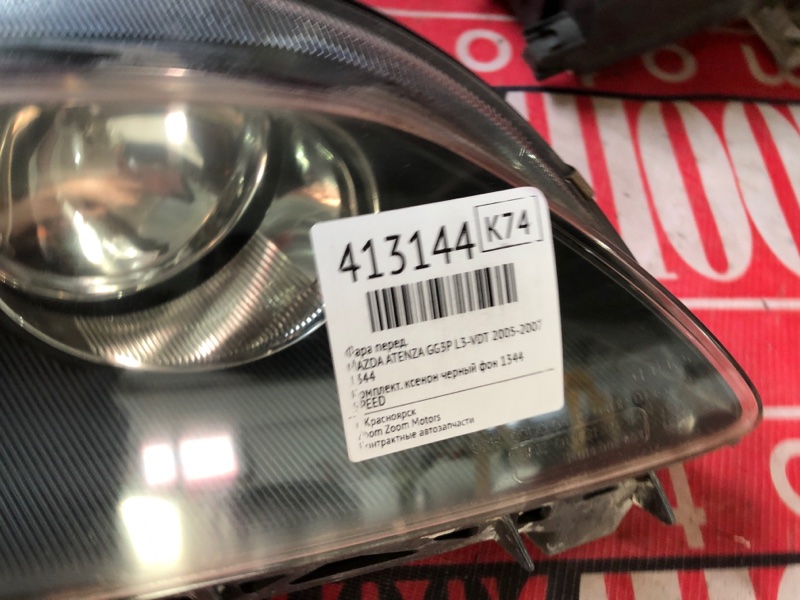 413144 K74
Фара перед.
MAZDA ATENZA GG3P L3-VDT 2005-2007
1344
Комплект. ксенон черный фон 1344
SPEED
Красноярск
Zoom Zoom Motors
Контрактные автозапчасти